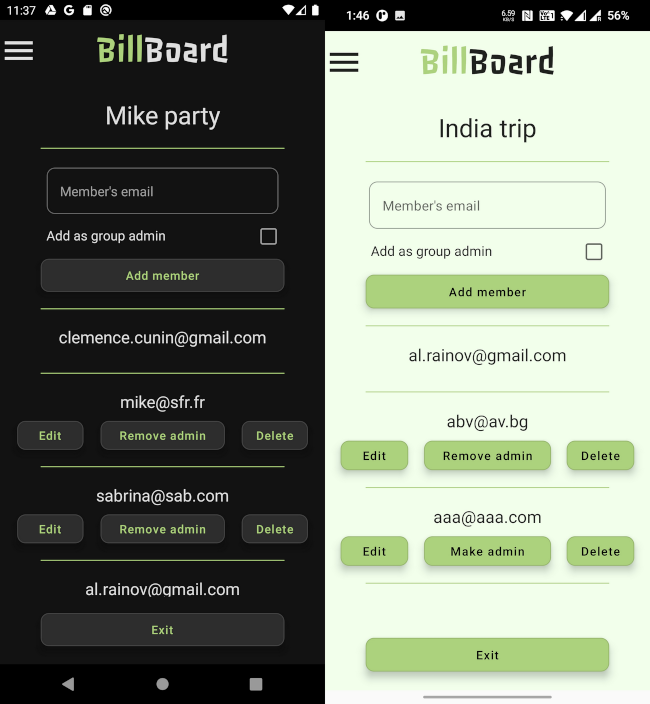 11:37
BillBoard
Mike party
Member's email
Add as group admin
Add member
clemence.cunin@gmail.com
mike@sfr.fr
Edit Remove admin Delete
sabrina@sab.com
Edit Remove admin Delete
al.rainov@gmail.com
Exit
1:46 6.59 KB/S 56%
BillBoard
India trip
Member's email
Add as group admin
Add member
al.rainov@gmail.com
abv@av.bg
Edit Remove admin Delete
aaa@aaa.com
Edit Make admin Delete
Exit